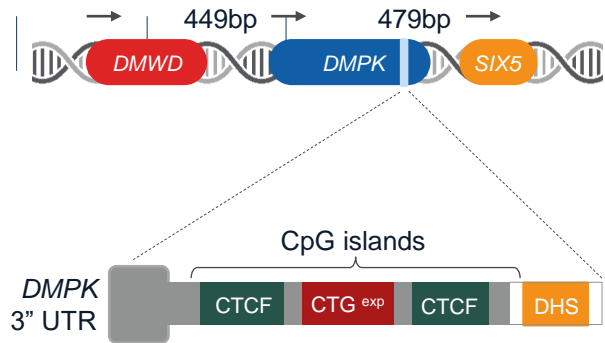 449bp 479bp
DMWD DMPK SIX5
CpG islands
DMPK
3” UTR
CTCF CTG exp CTCF DHS